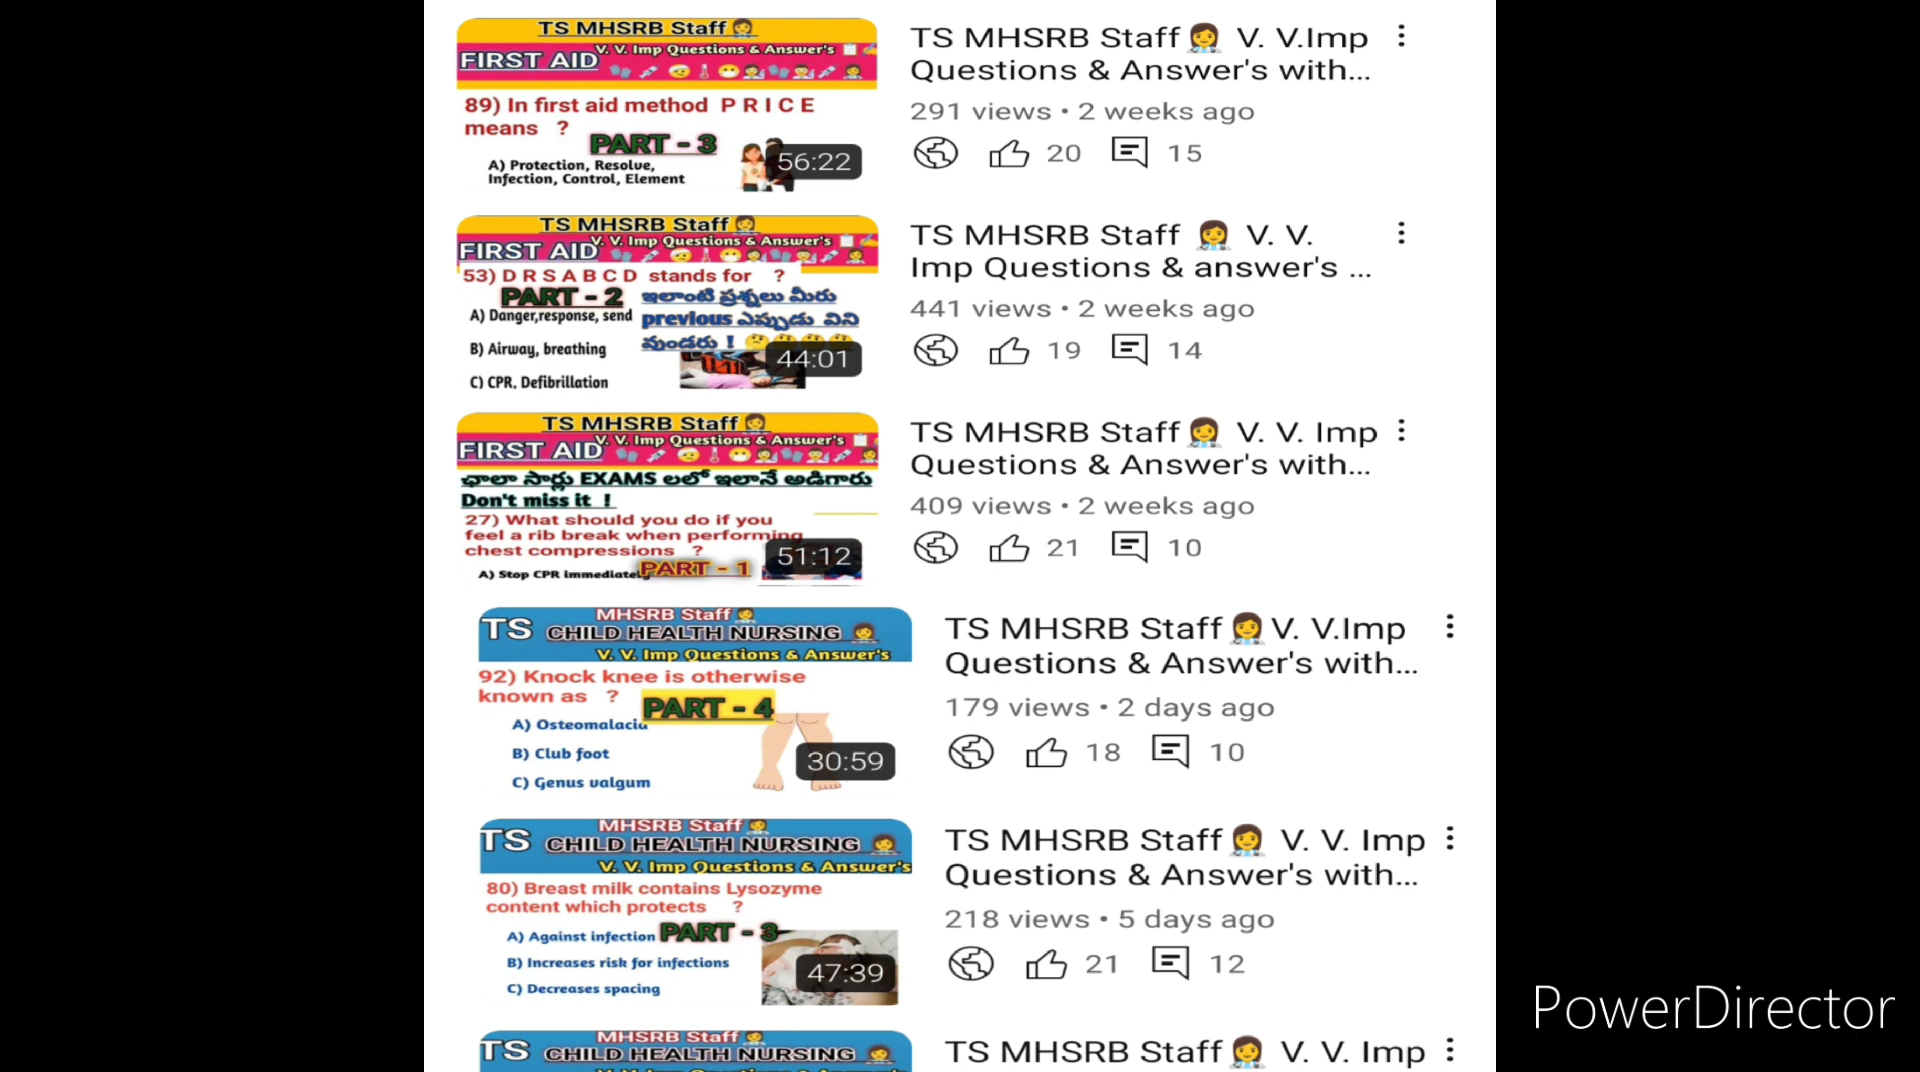 TS MHSRB Staff
V. V. Imp Questions & Answer's
FIRST AID
89) In first aid method P R I C E
means ?
PART - 3
A) Protection, Resolve,
Infection, Control, Element
56:22
TS MHSRB Staff V. V.Imp
Questions & Answer's with...
291 views • 2 weeks ago
20 15
TS MHSRB Staff
V. V. Imp Questions & Answer's
FIRST AID
53) D R S A B C D stands for ?
PART - 2
ఇలాంటి ప్రశ్నలు మీరు
previous ఎప్పుడు విని
వుండరు !
A) Danger,response, send
B) Airway, breathing
C) CPR, Defibrillation
44:01
TS MHSRB Staff V. V.
Imp Questions & answer's ...
441 views • 2 weeks ago
19 14
TS MHSRB Staff
V. V. Imp Questions & Answer's
FIRST AID
ఛాలా సార్లు EXAMS లలో ఇలానే అడిగారు
Don't miss it !
27) What should you do if you
feel a rib break when performing
chest compressions ?
A) Stop CPR immediately
PART - 1
51:12
TS MHSRB Staff V. V. Imp
Questions & Answer's with...
409 views • 2 weeks ago
21 10
MHSRB Staff
TS CHILD HEALTH NURSING
V. V. Imp Questions & Answer's
92) Knock knee is otherwise
known as ?
PART - 4
A) Osteomalacia
B) Club foot
C) Genus valgum
30:59
TS MHSRB Staff V. V.Imp
Questions & Answer's with...
179 views • 2 days ago
18 10
MHSRB Staff
TS CHILD HEALTH NURSING
V. V. Imp Questions & Answer's
80) Breast milk contains Lysozyme
content which protects ?
PART - 3
A) Against infection
B) Increases risk for infections
C) Decreases spacing
47:39
TS MHSRB Staff V. V. Imp
Questions & Answer's with...
218 views • 5 days ago
21 12
MHSRB Staff
TS CHILD HEALTH NURSING
TS MHSRB Staff V. V. Imp
PowerDirector